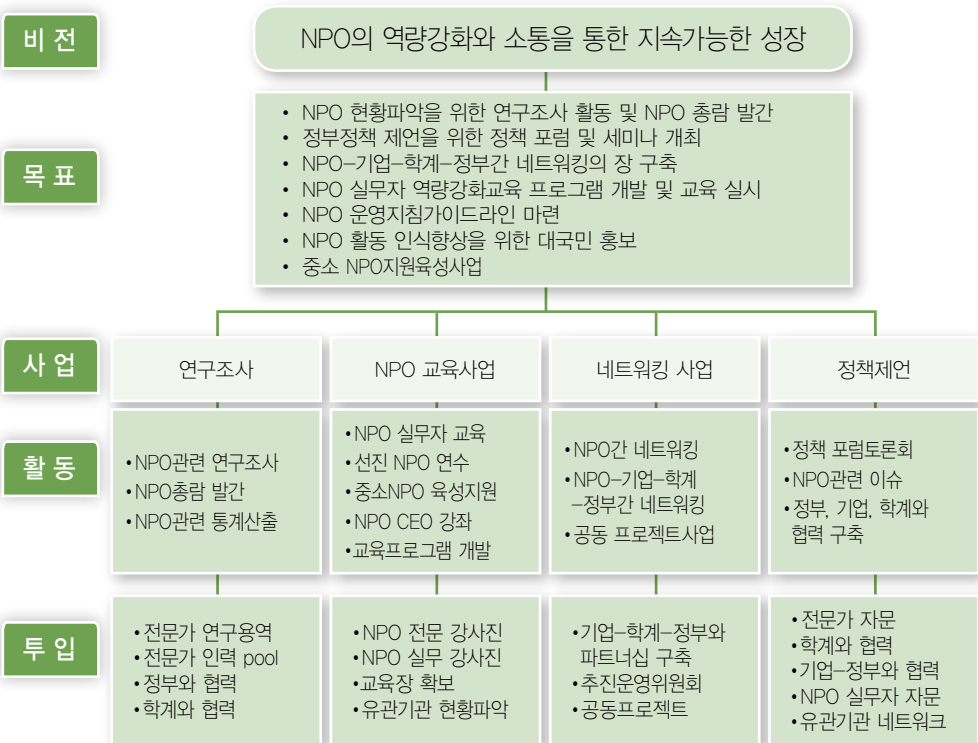 비 전
NPO의 역량강화와 소통을 통한 지속가능한 성장
목 표
• NPO 현황파악을 위한 연구조사 활동 및 NPO 총람 발간
• 정부정책 제언을 위한 정책 포럼 및 세미나 개최
• NPO–기업–학계–정부간 네트워킹의 장 구축
• NPO 실무자 역량강화교육 프로그램 개발 및 교육 실시
• NPO 운영지침가이드라인 마련
• NPO 활동 인식향상을 위한 대국민 홍보
• 중소 NPO지원육성사업
사 업
연구조사
NPO 교육사업
네트워킹 사업
정책제언
활 동
•NPO관련 연구조사
•NPO총람 발간
•NPO관련 통계산출
•NPO 실무자 교육
•선진 NPO 연수
•중소NPO 육성지원
•NPO CEO 강좌
•교육프로그램 개발
•NPO간 네트워킹
•NPO–기업–학계
–정부간 네트워킹
•공동 프로젝트사업
•정책 포럼토론회
•NPO관련 이슈
•정부, 기업, 학계와
협력 구축
투 입
•전문가 연구용역
•전문가 인력 pool
•정부와 협력
•학계와 협력
•NPO 전문 강사진
•NPO 실무 강사진
•교육장 확보
•유관기관 현황파악
•기업–학계–정부와
파트너십 구축
•추진운영위원회
•공동프로젝트
•전문가 자문
•학계와 협력
•기업–정부와 협력
•NPO 실무자 자문
•유관기관 네트워크